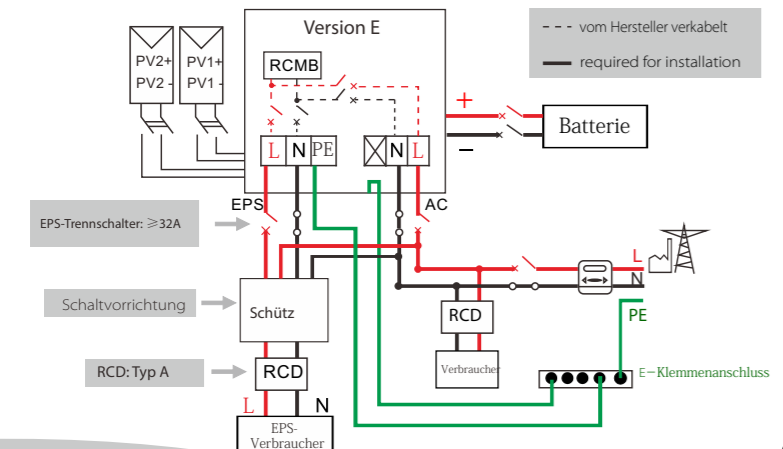 Version E
vom Hersteller verkabelt
required for installation
PV2+
PV2 -
PV1+
PV1 -
RCMB
+
−
Batterie
L
N
PE
N
L
EPS
AC
EPS-Trennschalter: ≥32A
L
N
PE
Schaltvorrichtung
Schütz
RCD
Verbraucher
RCD: Typ A
RCD
E−Klemmenanschluss
L
N
EPS-
Verbraucher